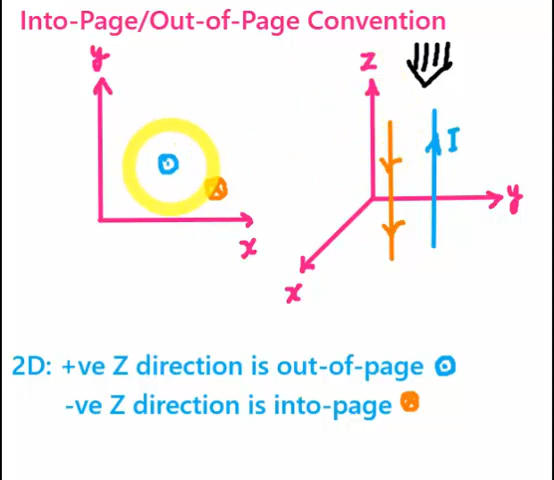 Into-Page/Out-of-Page Convention
y
x
z
I
y
x
2D: +ve Z direction is out-of-page
-ve Z direction is into-page